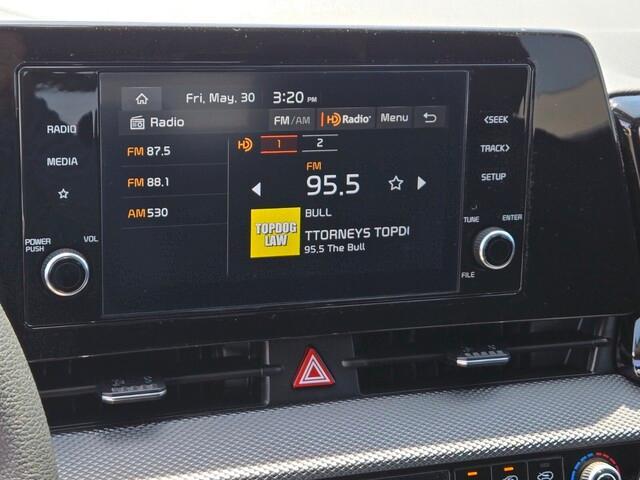 Fri, May, 30 3:20 PM
Radio FM/AM HD Radio Menu
RADIO
MEDIA
POWER PUSH VOL
FM 87.5
FM 88.1
AM 530
HD 1 2
FM
95.5
TOPDOG LAW
BULL
TTORNEYS TOPDI
95.5 The Bull
<SEEK
TRACK>
SETUP
TUNE ENTER
FILE